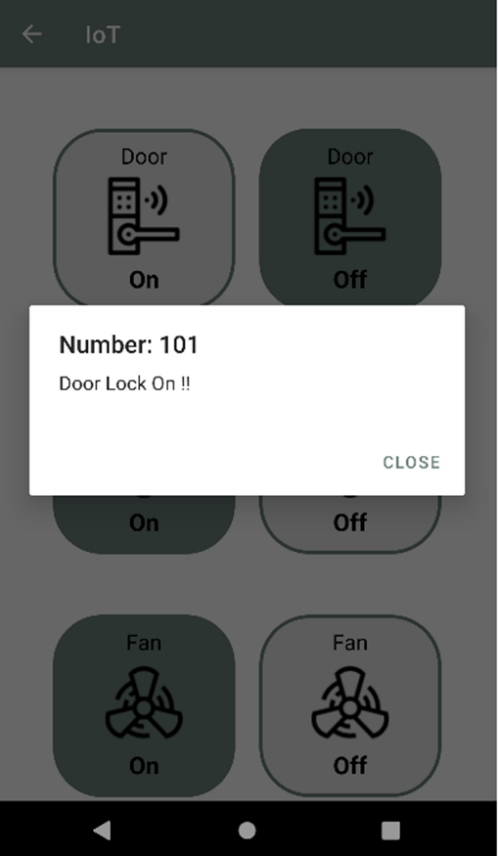 IoT
Door Door
On Off
Number: 101
Door Lock On !!
CLOSE
On Off
Fan Fan
On Off